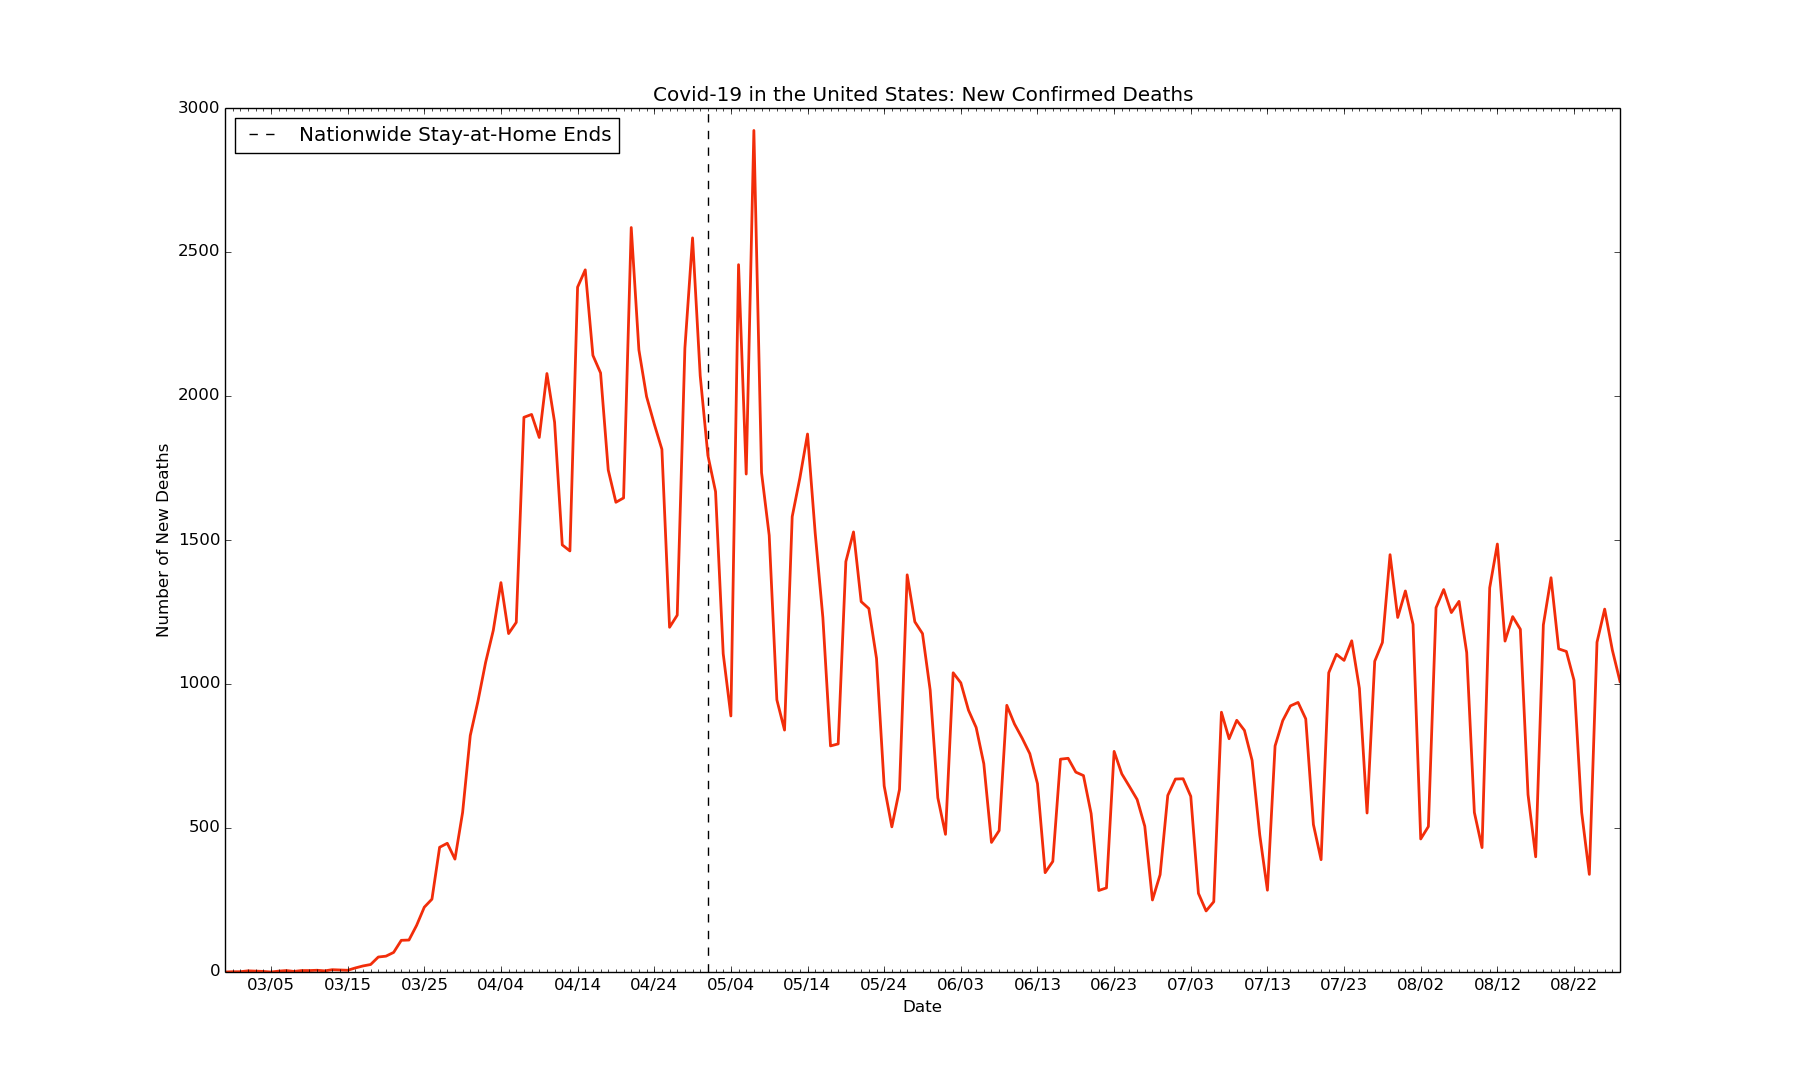 Covid-19 in the United States: New Confirmed Deaths
Nationwide Stay-at-Home Ends
Number of New Deaths
3000
2500
2000
1500
1000
500
0
03/05 03/15 03/25 04/04 04/14 04/24 05/04 05/14 05/24 06/03 06/13 06/23 07/03 07/13 07/23 08/02 08/12 08/22
Date